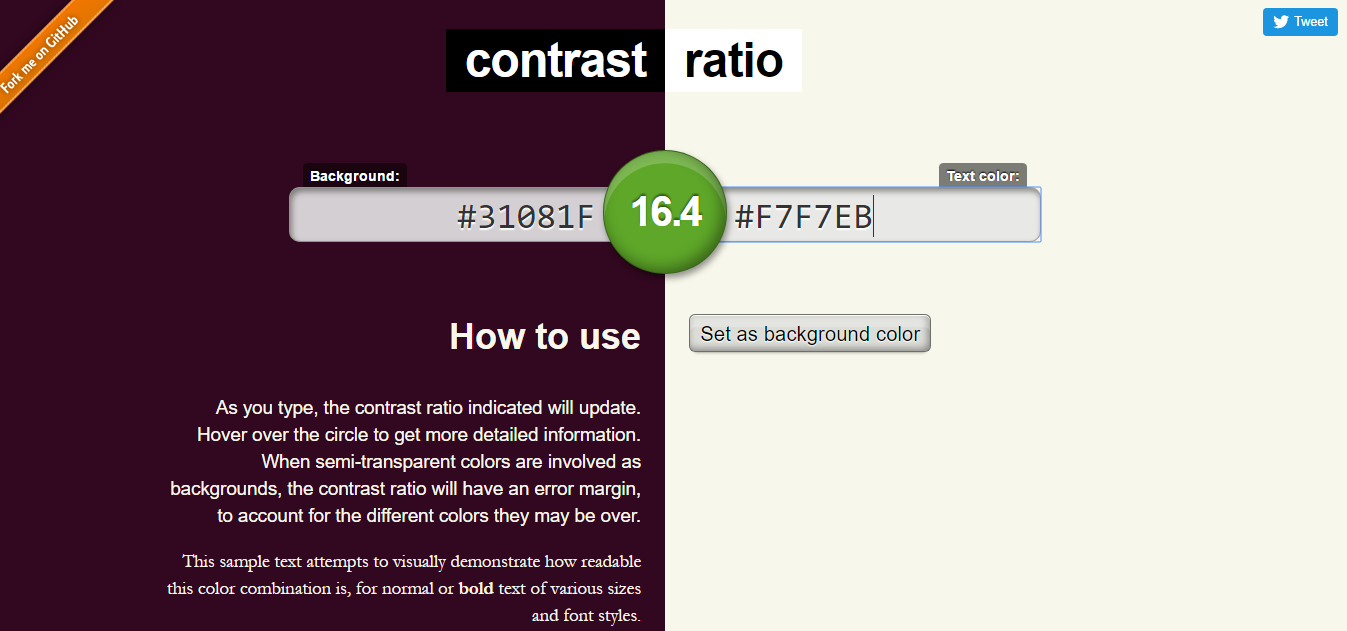 Fork me on GitHub
Tweet
contrast ratio
Background:
Text color:
#31081F
16.4
#F7F7EB
How to use
Set as background color
As you type, the contrast ratio indicated will update.
Hover over the circle to get more detailed information.
When semi-transparent colors are involved as
backgrounds, the contrast ratio will have an error margin,
to account for the different colors they may be over.
This sample text attempts to visually demonstrate how readable
this color combination is, for normal or bold text of various sizes
and font styles.